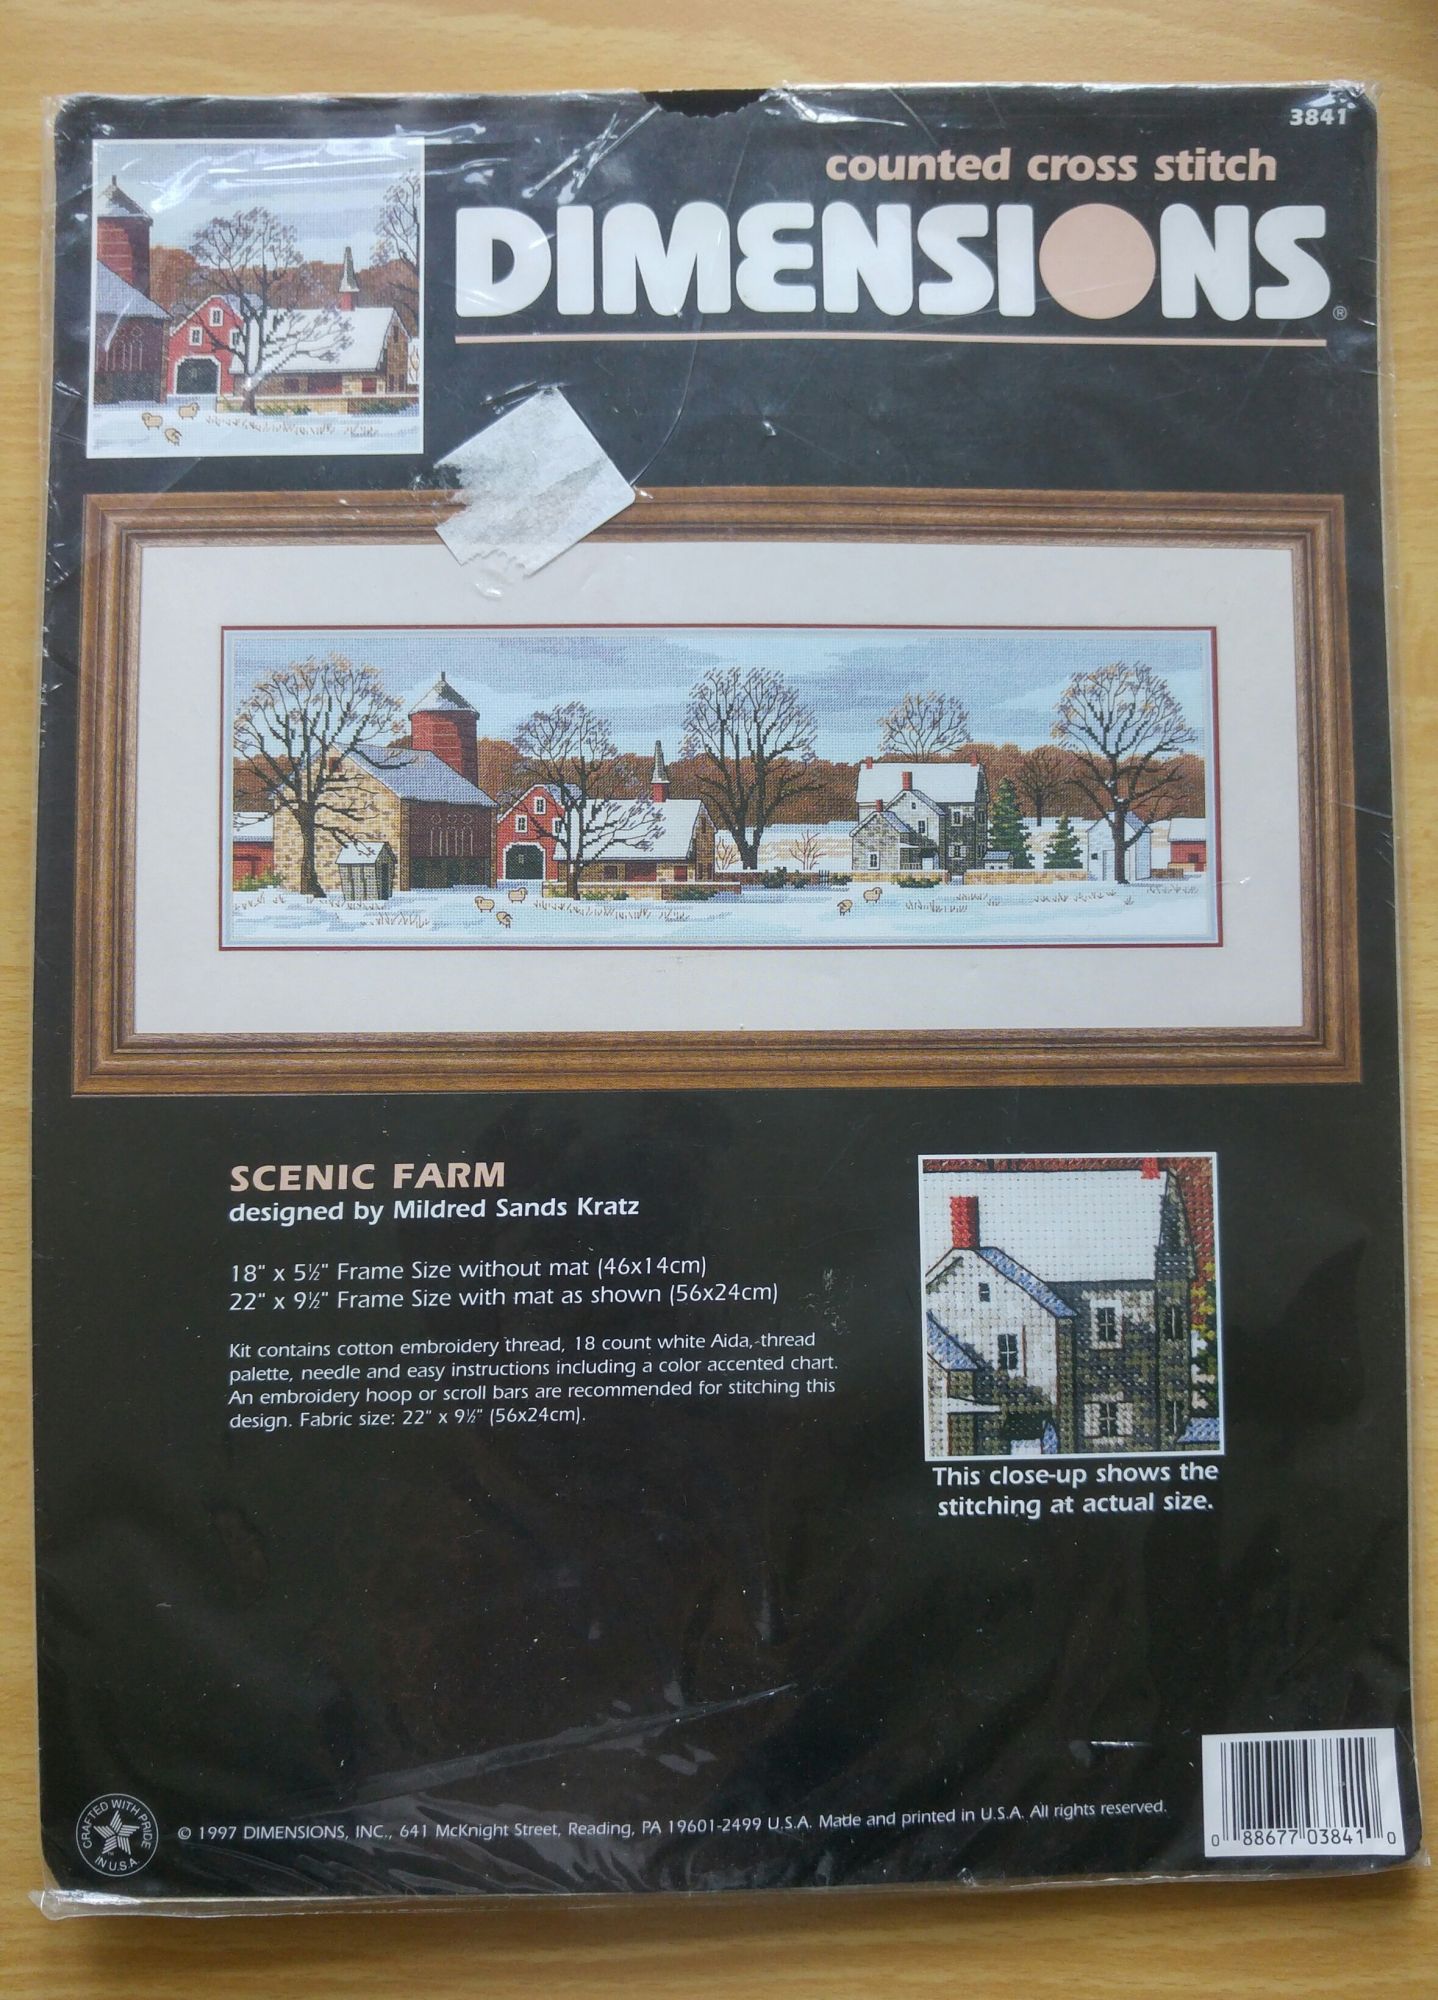 3841
counted cross stitch
DIMENSIONS®
SCENIC FARM
designed by Mildred Sands Kratz
18" x 5½" Frame Size without mat (46x14cm)
22" x 9½" Frame Size with mat as shown (56x24cm)
Kit contains cotton embroidery thread, 18 count white Aida, thread
palette, needle and easy instructions including a color accented chart.
An embroidery hoop or scroll bars are recommended for stitching this
design. Fabric size: 22" x 9½" (56x24cm).
This close-up shows the
stitching at actual size.
CRAFTED WITH PRIDE
IN U.S.A.
© 1997 DIMENSIONS, INC., 641 McKnight Street, Reading, PA 19601-2499 U.S.A. Made and printed in U.S.A. All rights reserved.
0 88677 03841 0